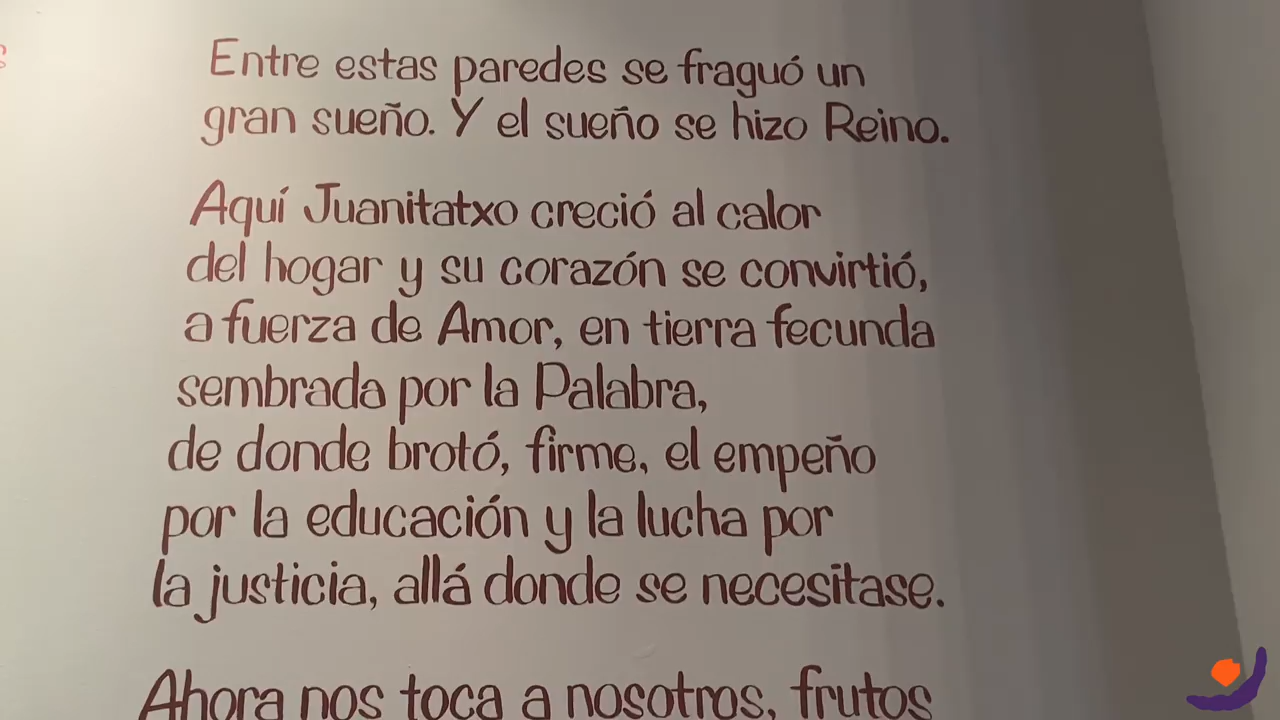 Entre estas paredes se fraguó un
gran sueño. Y el sueño se hizo Reino.
Aquí Juanitatxo creció al calor
del hogar y su corazón se convirtió,
a fuerza de Amor, en tierra fecunda
sembrada por la Palabra,
de donde brotó, firme, el empeño
por la educación y la lucha por
la justicia, allá donde se necesitase.
Ahora nos toca a nosotros, frutos